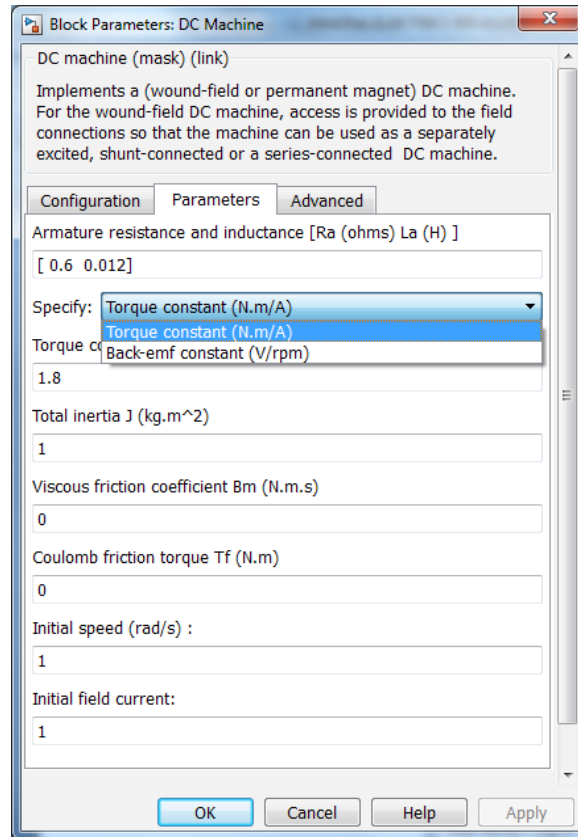 Block Parameters: DC Machine
DC machine (mask) (link)
Implements a (wound-field or permanent magnet) DC machine.
For the wound-field DC machine, access is provided to the field
connections so that the machine can be used as a separately
excited, shunt-connected or a series-connected DC machine.
Configuration Parameters Advanced
Armature resistance and inductance [Ra (ohms) La (H) ]
[ 0.6 0.012]
Specify: Torque constant (N.m/A)
Torque constant (N.m/A)
Torque
Back-emf constant (V/rpm)
1.8
Total inertia J (kg.m^2)
1
Viscous friction coefficient Bm (N.m.s)
0
Coulomb friction torque Tf (N.m)
0
Initial speed (rad/s) :
1
Initial field current:
1
OK Cancel Help Apply